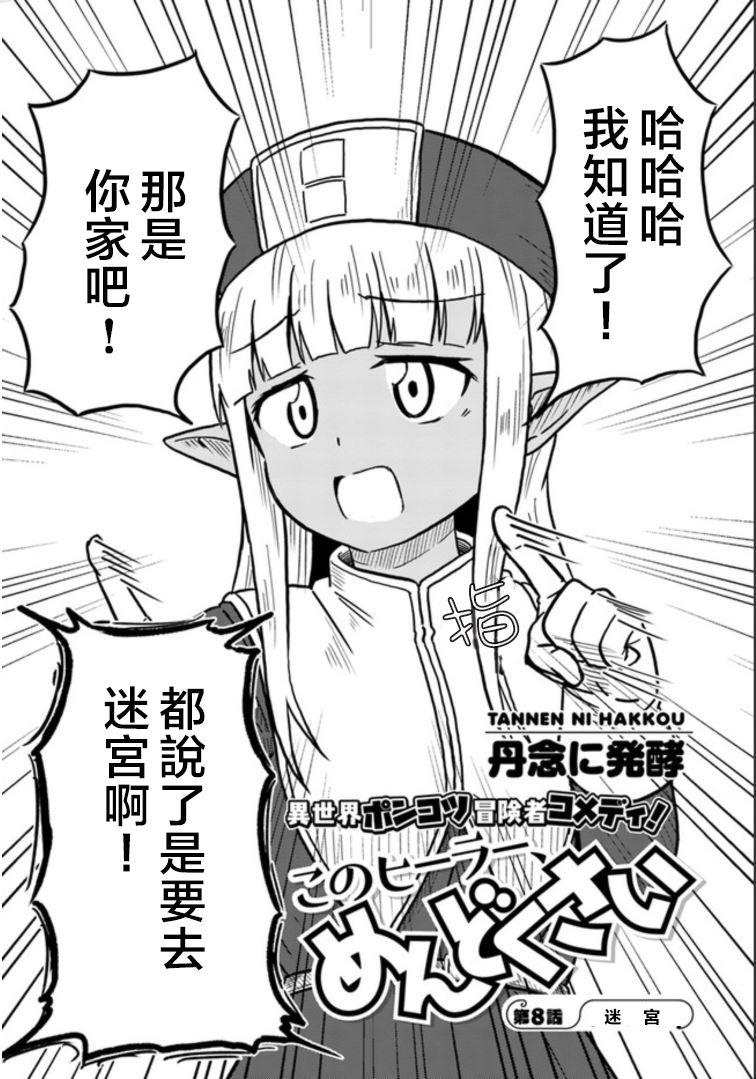 哈哈哈
我知道了！
那是
你家吧！
指
都說了是要去
迷宮啊！
TANNEN NI HAKKOU
丹念に発酵
異世界ポンコツ冒険者コメディ！
このヒーラー、
めんどくさい
第8話 迷宮